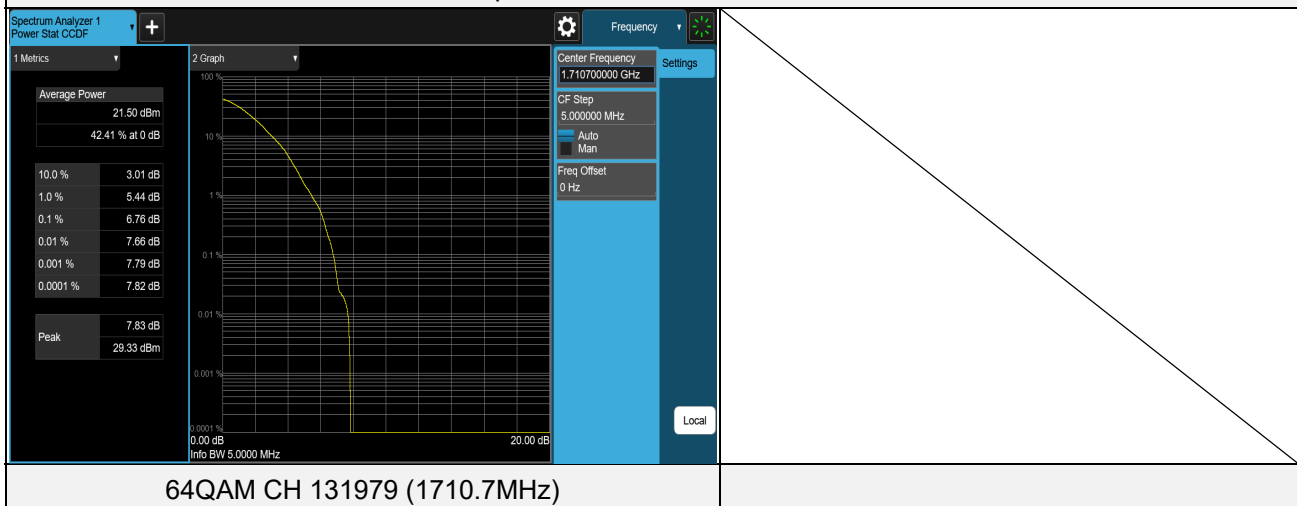 Spectrum Analyzer 1
Power Stat CCDF
+
Frequency
1 Metrics
2 Graph
Center Frequency
1.710700000 GHz
Settings
CF Step
5.000000 MHz
Auto
Man
Freq Offset
0 Hz
Average Power
21.50 dBm
42.41 % at 0 dB
10.0 % 3.01 dB
1.0 % 5.44 dB
0.1 % 6.76 dB
0.01 % 7.66 dB
0.001 % 7.79 dB
0.0001 % 7.82 dB
Peak
7.83 dB
29.33 dBm
100 %
10 %
1 %
0.1 %
0.01 %
0.001 %
0.0001 %
0.00 dB 20.00 dB
Info BW 5.0000 MHz
Local
64QAM CH 131979 (1710.7MHz)